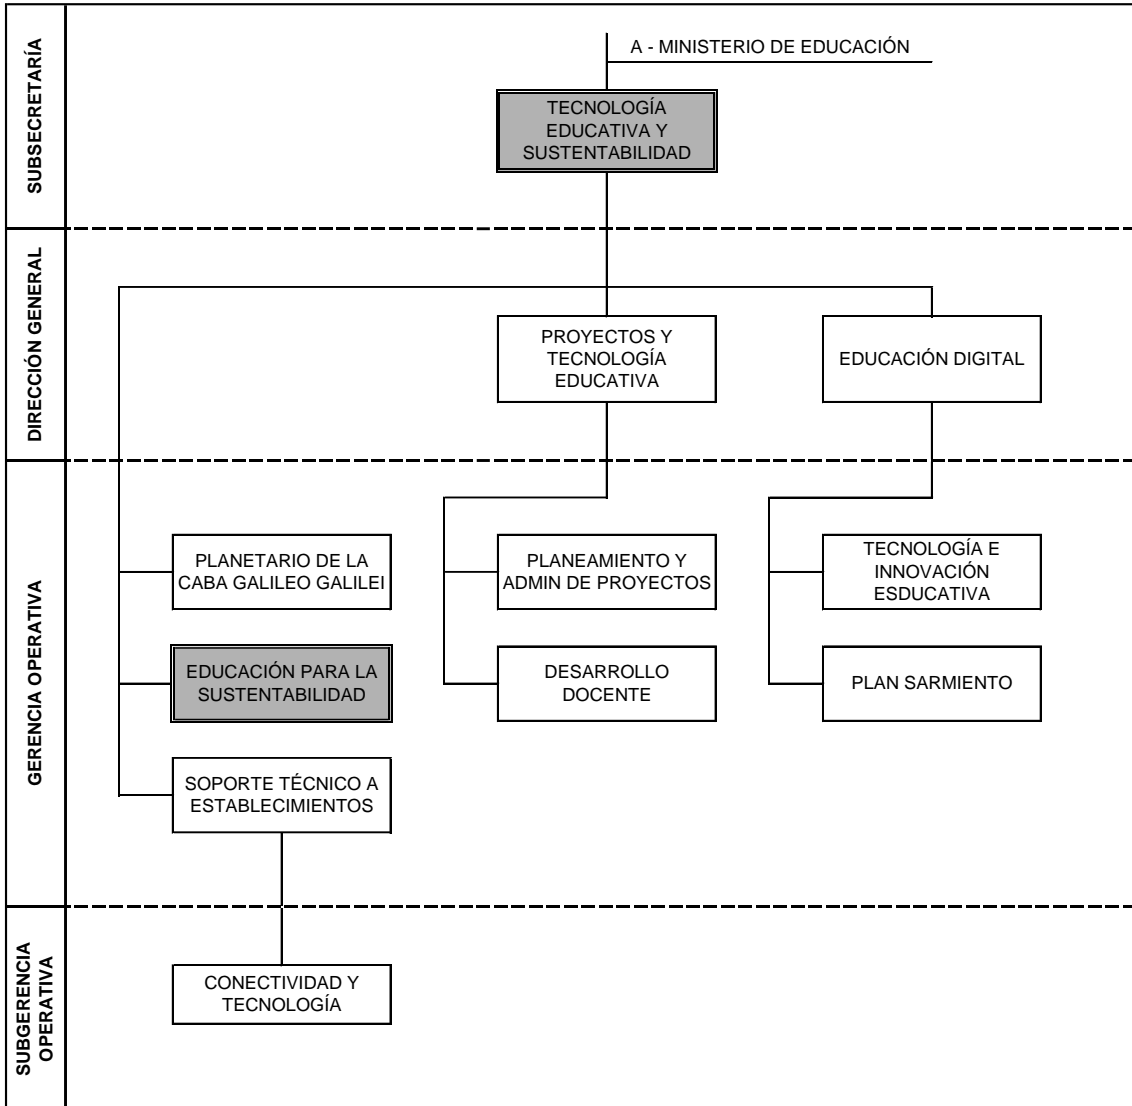 SUBSECRETARÍA
A - MINISTERIO DE EDUCACIÓN
TECNOLOGÍA
EDUCATIVA Y
SUSTENTABILIDAD
DIRECCIÓN GENERAL
PROYECTOS Y
TECNOLOGÍA
EDUCATIVA
EDUCACIÓN DIGITAL
GERENCIA OPERATIVA
PLANETARIO DE LA
CABA GALILEO GALILEI
PLANEAMIENTO Y
ADMIN DE PROYECTOS
TECNOLOGÍA E
INNOVACIÓN
ESDUCATIVA
EDUCACIÓN PARA LA
SUSTENTABILIDAD
DESARROLLO
DOCENTE
PLAN SARMIENTO
SOPORTE TÉCNICO A
ESTABLECIMIENTOS
SUBGERENCIA
OPERATIVA
CONECTIVIDAD Y
TECNOLOGÍA